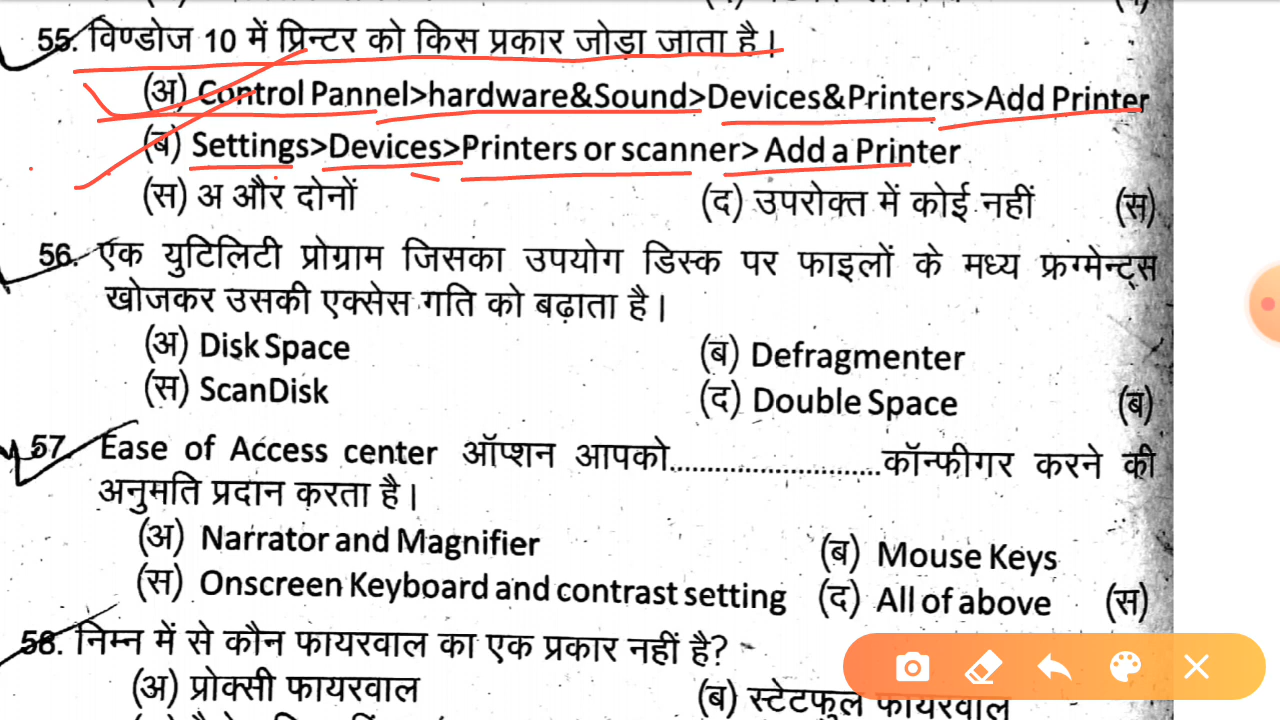 55. विण्डोज 10 में प्रिन्टर को किस प्रकार जोड़ा जाता है।
(अ) Control Pannel>hardware&Sound>Devices&Printers>Add Printer
(ब) Settings>Devices>Printers or scanner> Add a Printer
(स) अ और दोनों (द) उपरोक्त में कोई नहीं (स)
56. एक युटिलिटी प्रोग्राम जिसका उपयोग डिस्क पर फाइलों के मध्य फ्रग्मेन्ट्स
खोजकर उसकी एक्सेस गति को बढ़ाता है।
(अ) Disk Space (ब) Defragmenter
(स) ScanDisk (द) Double Space (ब)
57. Ease of Access center ऑप्शन आपको............................कॉन्फीगर करने की
अनुमति प्रदान करता है।
(अ) Narrator and Magnifier (ब) Mouse Keys
(स) Onscreen Keyboard and contrast setting (द) All of above (स)
58. निम्न में से कौन फायरवाल का एक प्रकार नहीं है?
(अ) प्रोक्सी फायरवाल (ब) स्टेटफुल फायरवाल